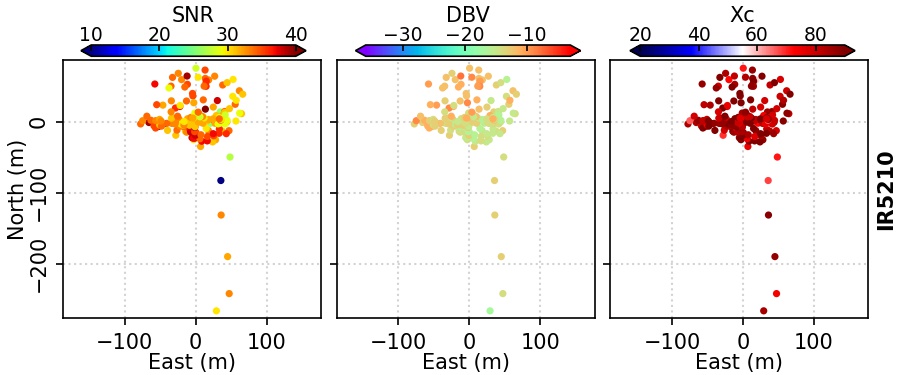 SNR DBV Xc
10 20 30 40 −30 −20 −10 20 40 60 80
0
−100
−200
North (m)
IR5210
−100 0 100 −100 0 100 −100 0 100
East (m) East (m) East (m)